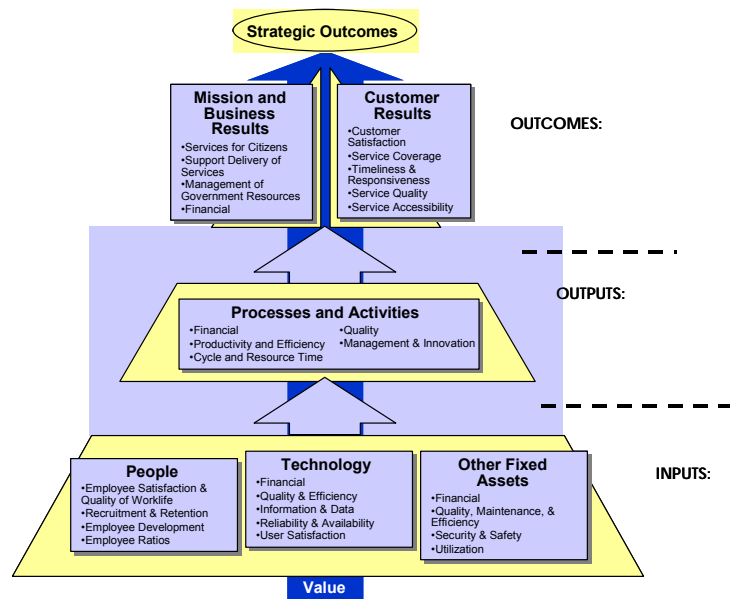 Strategic Outcomes
Mission and
Business
Results
•Services for Citizens
•Support Delivery of
Services
•Management of
Government Resources
•Financial
Customer
Results
•Customer
Satisfaction
•Service Coverage
•Timeliness &
Responsiveness
•Service Quality
•Service Accessibility
OUTCOMES:
OUTPUTS:
Processes and Activities
•Financial
•Productivity and Efficiency
•Cycle and Resource Time
•Quality
•Management & Innovation
INPUTS:
People
•Employee Satisfaction &
Quality of Worklife
•Recruitment & Retention
•Employee Development
•Employee Ratios
Technology
•Financial
•Quality & Efficiency
•Information & Data
•Reliability & Availability
•User Satisfaction
Other Fixed
Assets
•Financial
•Quality, Maintenance, &
Efficiency
•Security & Safety
•Utilization
Value